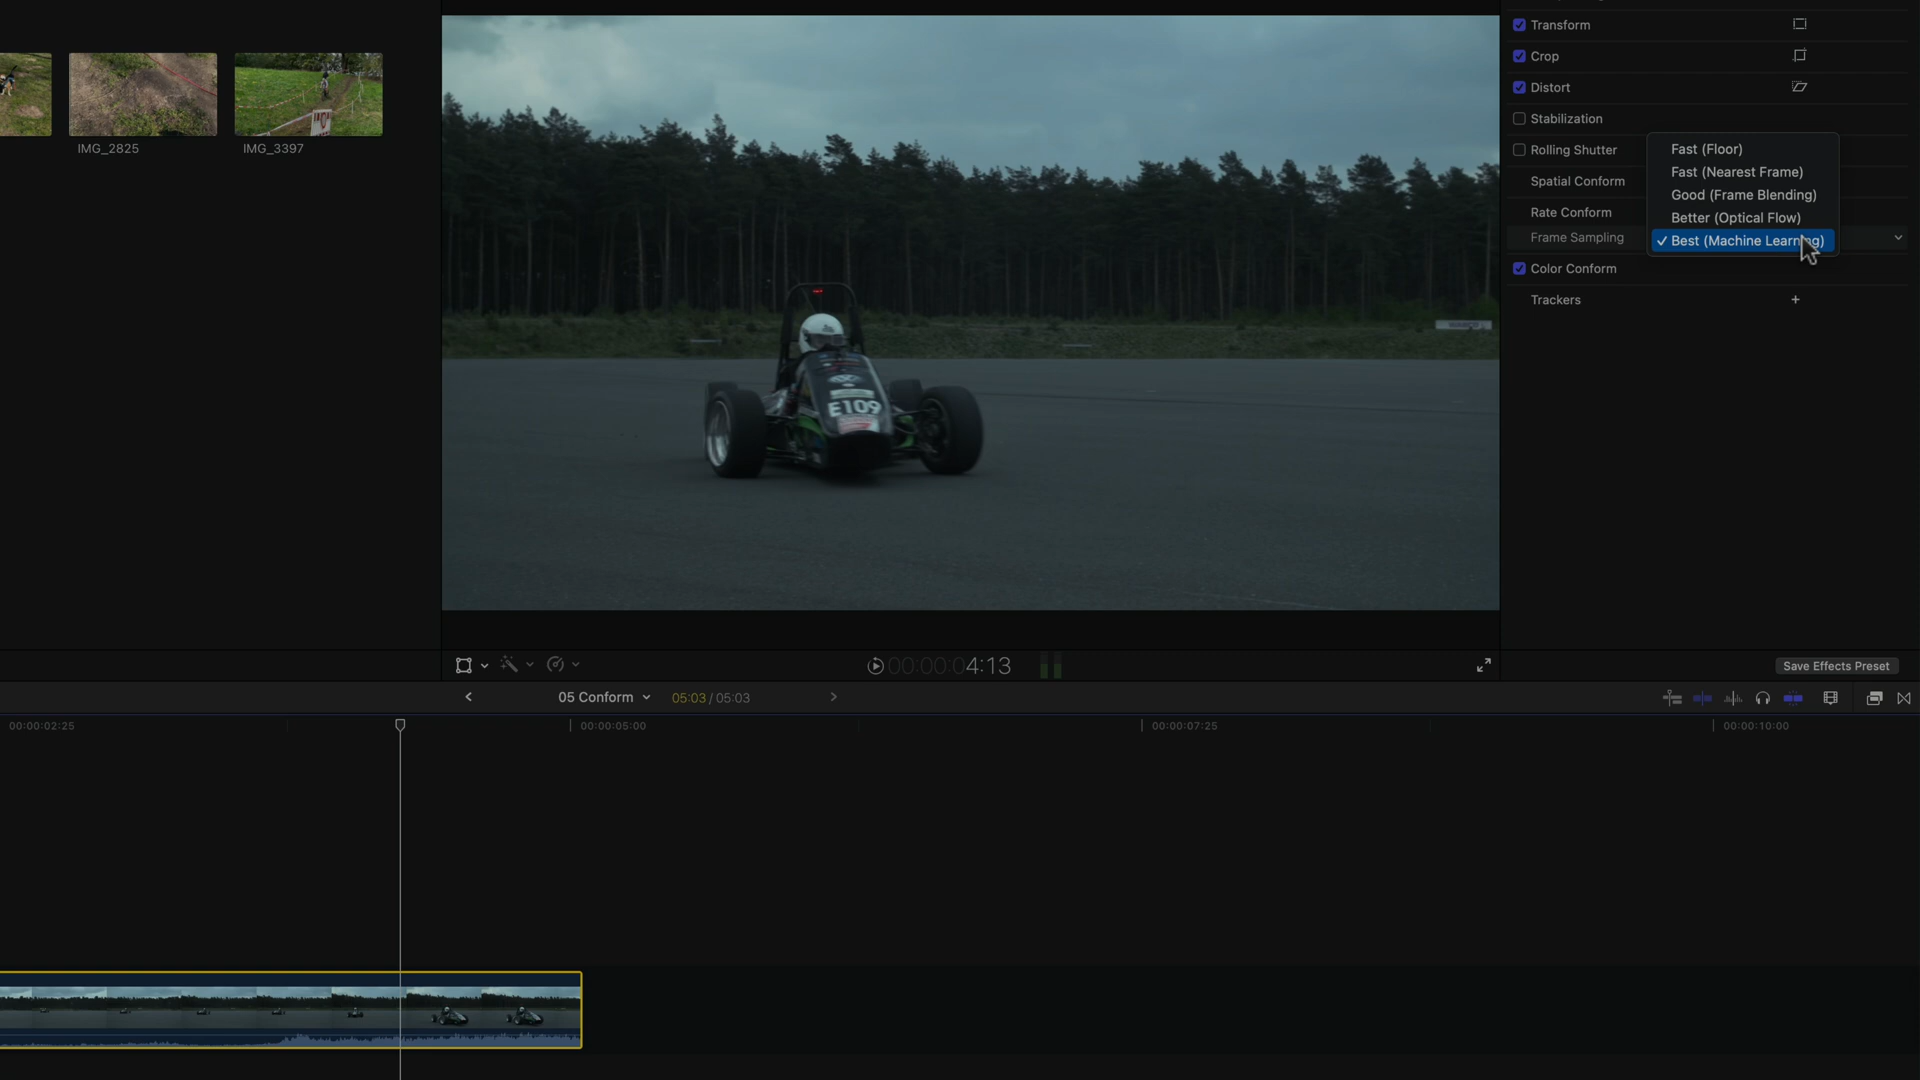 Transform
Crop
Distort
IMG_2825
IMG_3397
Stabilization
Rolling Shutter
Spatial Conform
Rate Conform
Frame Sampling
Fast (Floor)
Fast (Nearest Frame)
Good (Frame Blending)
Better (Optical Flow)
✓ Best (Machine Learning)
Color Conform
Trackers
E109
00:00:04:13
Save Effects Preset
05 Conform
05:03 / 05:03
00:00:02:25
00:00:05:00
00:00:07:25
00:00:10:00